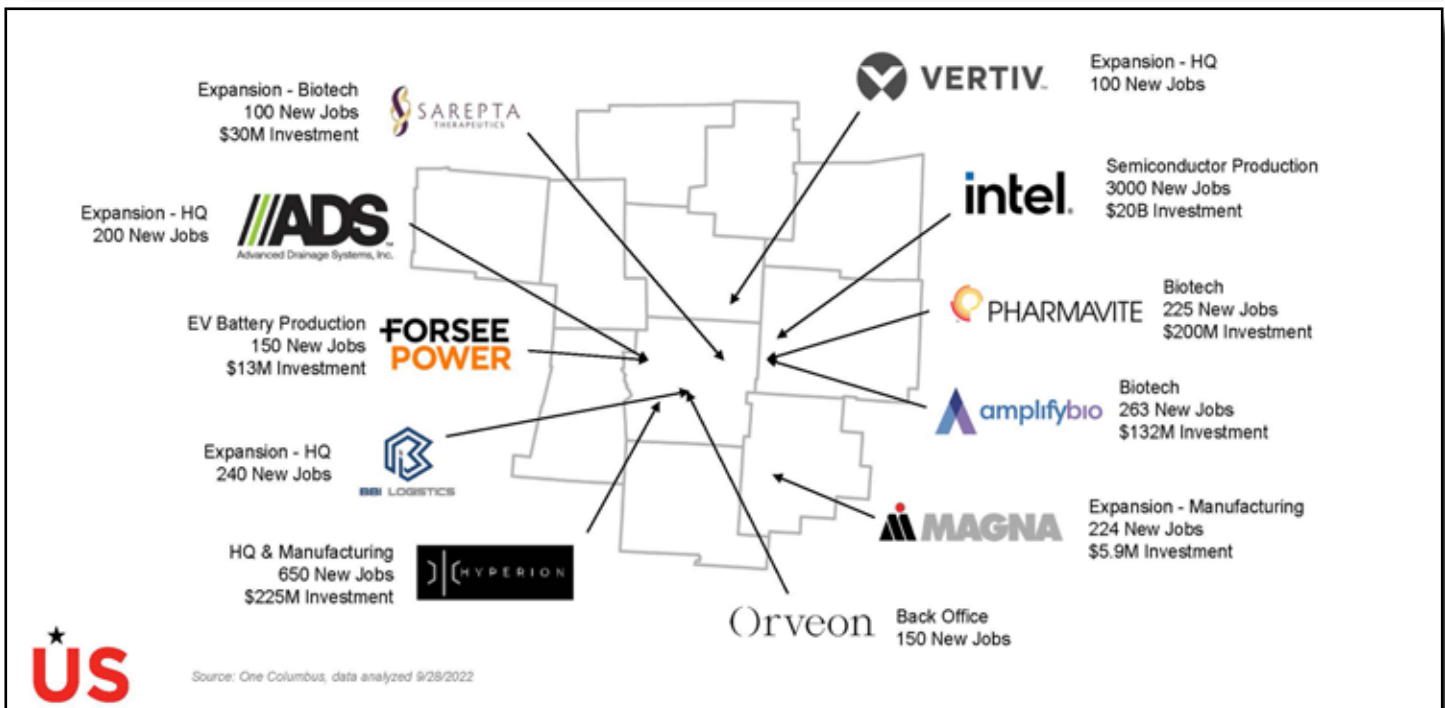 Expansion - Biotech
100 New Jobs
$30M Investment
SAREPTA
THERAPEUTICS
VERTIV™
Expansion - HQ
100 New Jobs
Expansion - HQ
200 New Jobs
ADS™
Advanced Drainage Systems, Inc.
intel.
Semiconductor Production
3000 New Jobs
$20B Investment
EV Battery Production
150 New Jobs
$13M Investment
FORSEE
POWER
PHARMAVITE
Biotech
225 New Jobs
$200M Investment
amplifybio
Biotech
263 New Jobs
$132M Investment
Expansion - HQ
240 New Jobs
BBI LOGISTICS
MAGNA
Expansion - Manufacturing
224 New Jobs
$5.9M Investment
HQ & Manufacturing
650 New Jobs
$225M Investment
HYPERION
Orveon
Back Office
150 New Jobs
US
Source: One Columbus, data analyzed 9/28/2022